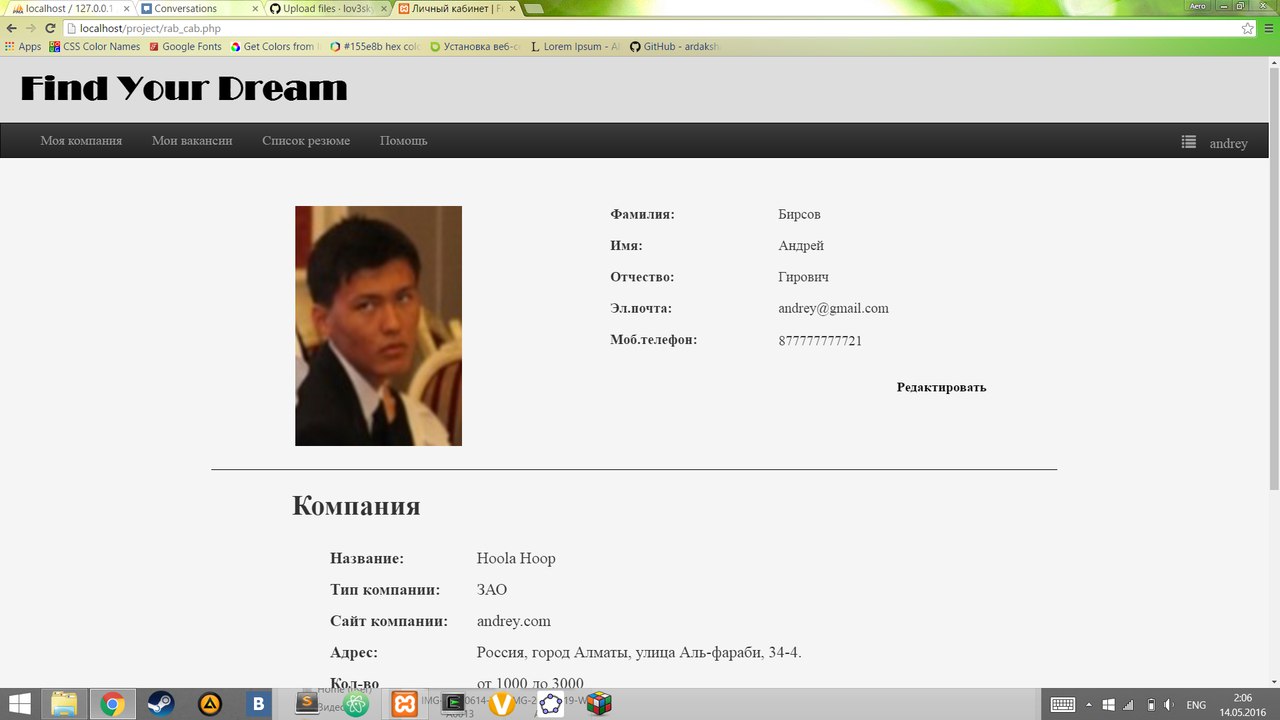 localhost / 127.0.0.1
Conversations
Upload files · lov3sk
Личный кабинет | F
Aero
localhost/project/rab_cab.php
Apps
CSS Color Names
Google Fonts
Get Colors from
#155e8b hex col
Установка веб-с
Lorem Ipsum - Al
GitHub - ardaksh
Find Your Dream
Моя компания
Мои вакансии
Список резюме
Помощь
andrey
Фамилия: Бирсов
Имя: Андрей
Отчество: Гирович
Эл.почта: andrey@gmail.com
Моб.телефон: 877777777721
Редактировать
Компания
Название: Hoola Hoop
Тип компании: ЗАО
Сайт компании: andrey.com
Адрес: Россия, город Алматы, улица Аль-фараби, 34-4.
Кол-во от 1000 до 3000
ENG
2:06
14.05.2016